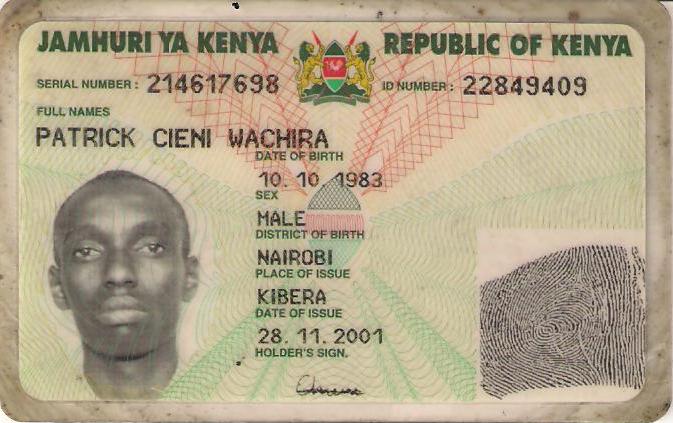 JAMHURI YA KENYA REPUBLIC OF KENYA
SERIAL NUMBER: 214617698 ID NUMBER: 22849409
FULL NAMES
PATRICK CIENI WACHIRA
DATE OF BIRTH
10. 10. 1983
SEX
MALE
DISTRICT OF BIRTH
NAIROBI
PLACE OF ISSUE
KIBERA
DATE OF ISSUE
28. 11. 2001
HOLDER'S SIGN.